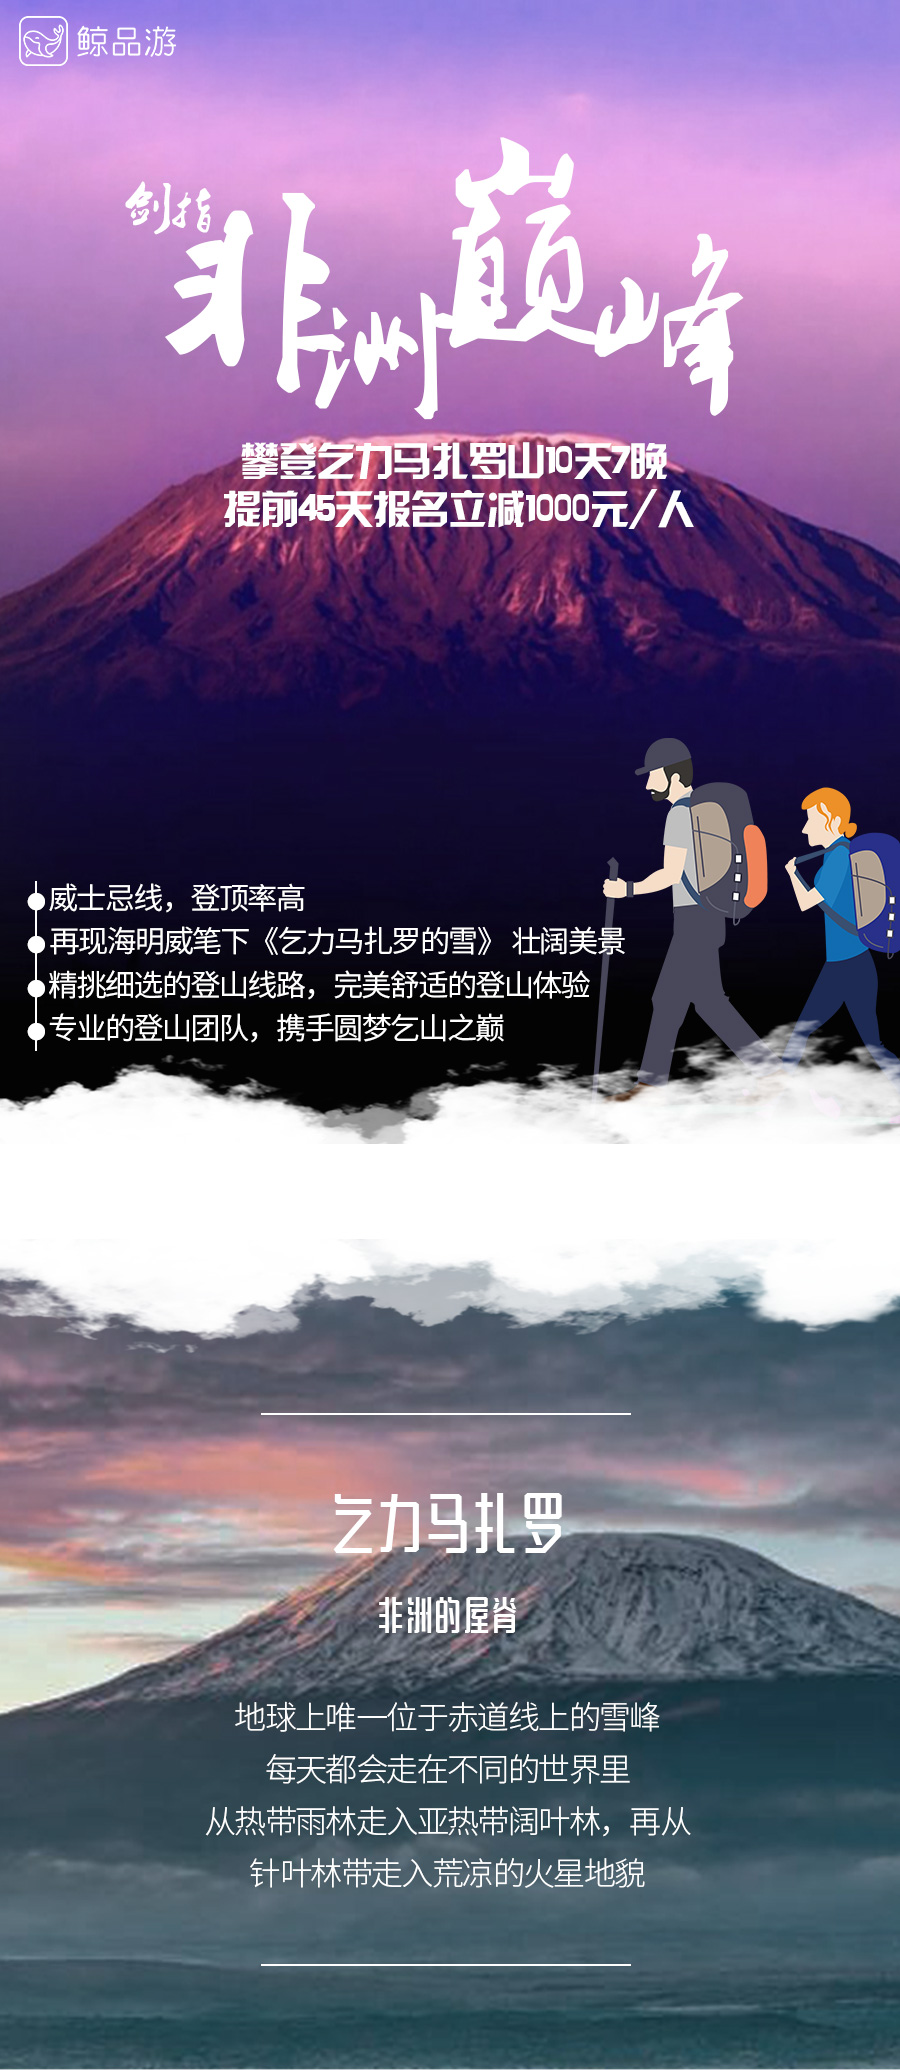 鲸品游
剑指
非洲巅峰
攀登乞力马扎罗山10天7晚
提前45天报名立减1000元/人
威士忌线，登顶率高
再现海明威笔下《乞力马扎罗的雪》 壮阔美景
精挑细选的登山线路，完美舒适的登山体验
专业的登山团队，携手圆梦乞山之巅
乞力马扎罗
非洲的屋脊
地球上唯一位于赤道线上的雪峰
每天都会走在不同的世界里
从热带雨林走入亚热带阔叶林，再从
针叶林带走入荒凉的火星地貌